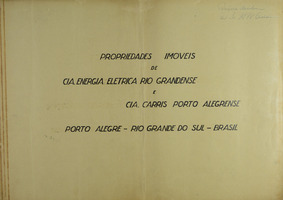 PROPRIEDADES IMOVEIS
DE
CIA. ENERGIA ELETRICA RIO GRANDENSE
E
CIA. CARRIS PORTO ALEGRENSE
PORTO ALEGRE - RIO GRANDE DO SUL - BRASIL